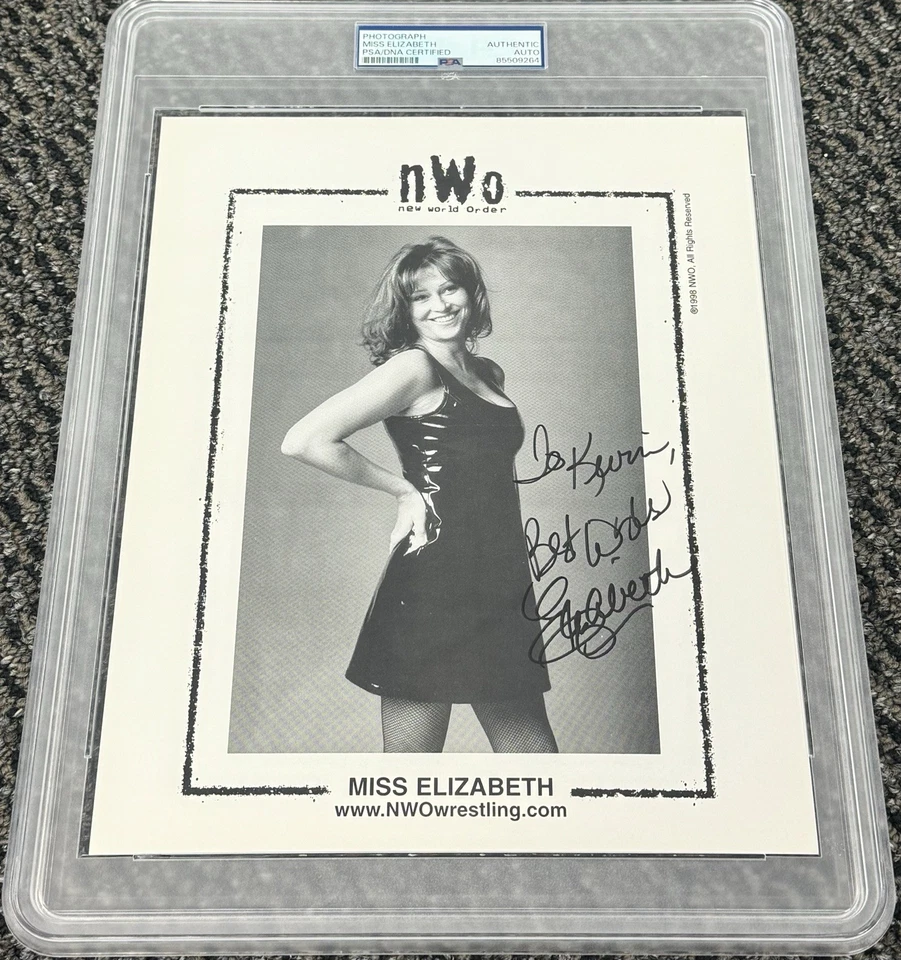 PHOTOGRAPH
MISS ELIZABETH
PSA/DNA CERTIFIED
AUTHENTIC
AUTO
85509264
PSA
nWo
new world Order
©1998 NWO. All Rights Reserved
To Kevin,
Best Wishes
Elizabeth
MISS ELIZABETH
www.NWOwrestling.com